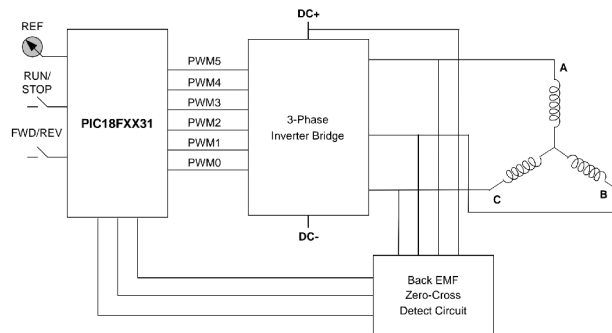 DC+
REF
RUN/
STOP
FWD/REV
PIC18FXX31
PWM5
PWM4
PWM3
PWM2
PWM1
PWM0
3-Phase
Inverter Bridge
DC-
A
B
C
Back EMF
Zero-Cross
Detect Circuit